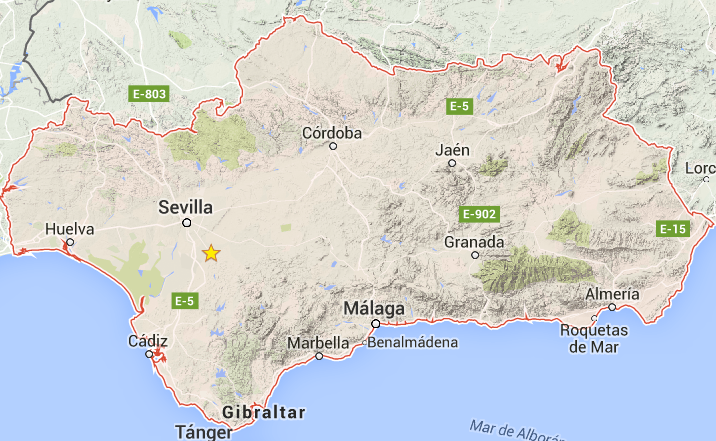 E-803
E-5
Córdoba
Jaén
Lorc
Sevilla
E-902
Huelva
E-15
Granada
E-5
Almería
Málaga
Roquetas
de Mar
Cádiz
Marbella
Benalmádena
Gibraltar
Tánger
Mar de Alborán